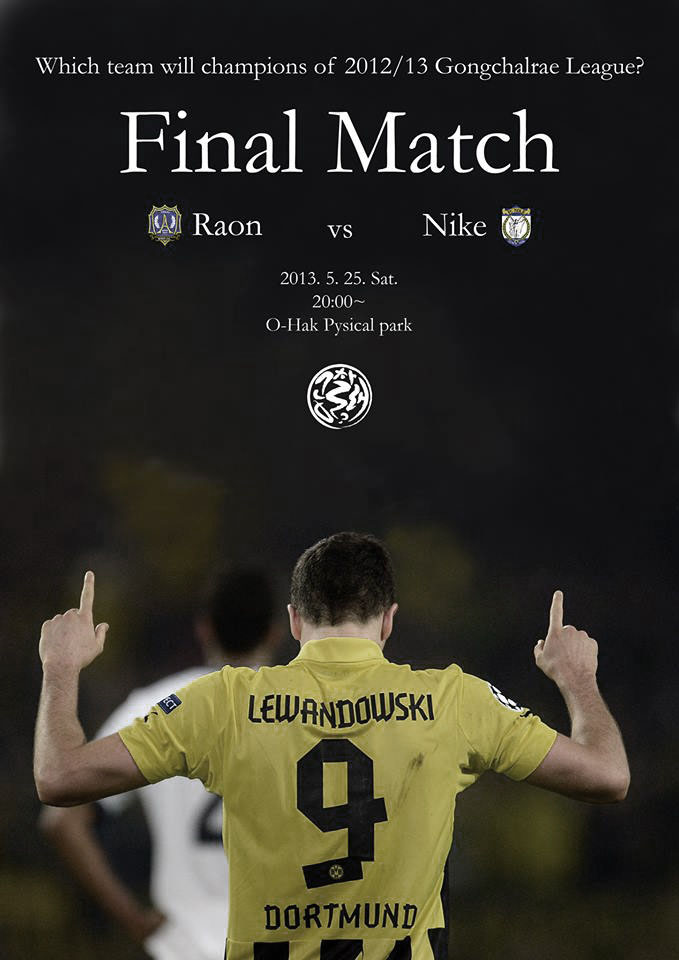 Which team will champions of 2012/13 Gongchalrae League?
Final Match
Raon vs Nike
2013. 5. 25. Sat.
20:00~
O-Hak Pysical park
LEWANDOWSKI
9
DORTMUND